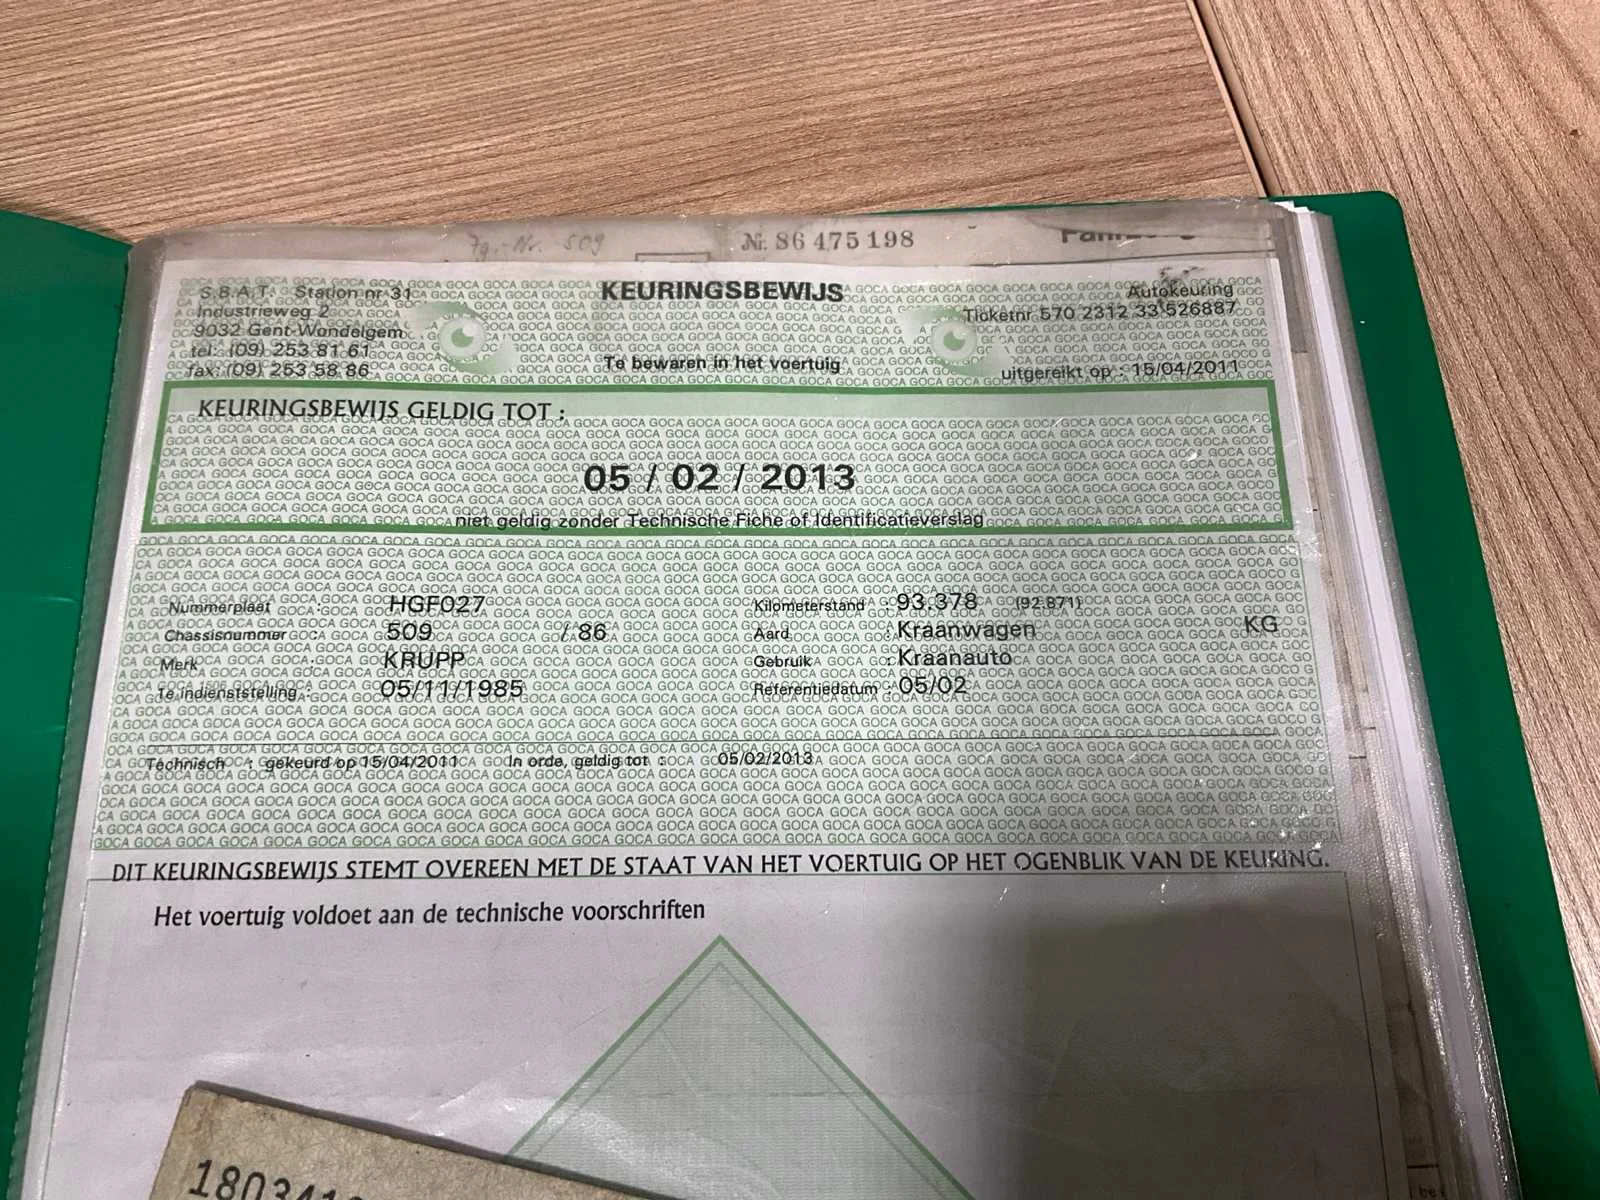 Fg.-Nr. 509
Nr. 86 475 198
S.B.A.T. Station nr 31
Industrieweg 2
9032 Gent-Wondelgem
tel: (09) 253 81 61
fax: (09) 253 58 86
KEURINGSBEWIJS
Te bewaren in het voertuig
Autokeuring
Ticketnr 570 2312 33 526887
uitgereikt op : 15/04/2011
KEURINGSBEWIJS GELDIG TOT :
05 / 02 / 2013
niet geldig zonder Technische Fiche of Identificatieverslag
Nummerplaat : HGF027
Chassisnummer : 509 / 86
Merk : KRUPP
Te indienststelling : 05/11/1985
Kilometerstand : 93.378 (92.871)
Aard : Kraanwagen KG
Gebruik : Kraanauto
Referentiedatum : 05/02
Technisch : gekeurd op 15/04/2011 In orde, geldig tot : 05/02/2013
DIT KEURINGSBEWIJS STEMT OVEREEN MET DE STAAT VAN HET VOERTUIG OP HET OGENBLIK VAN DE KEURING.
Het voertuig voldoet aan de technische voorschriften